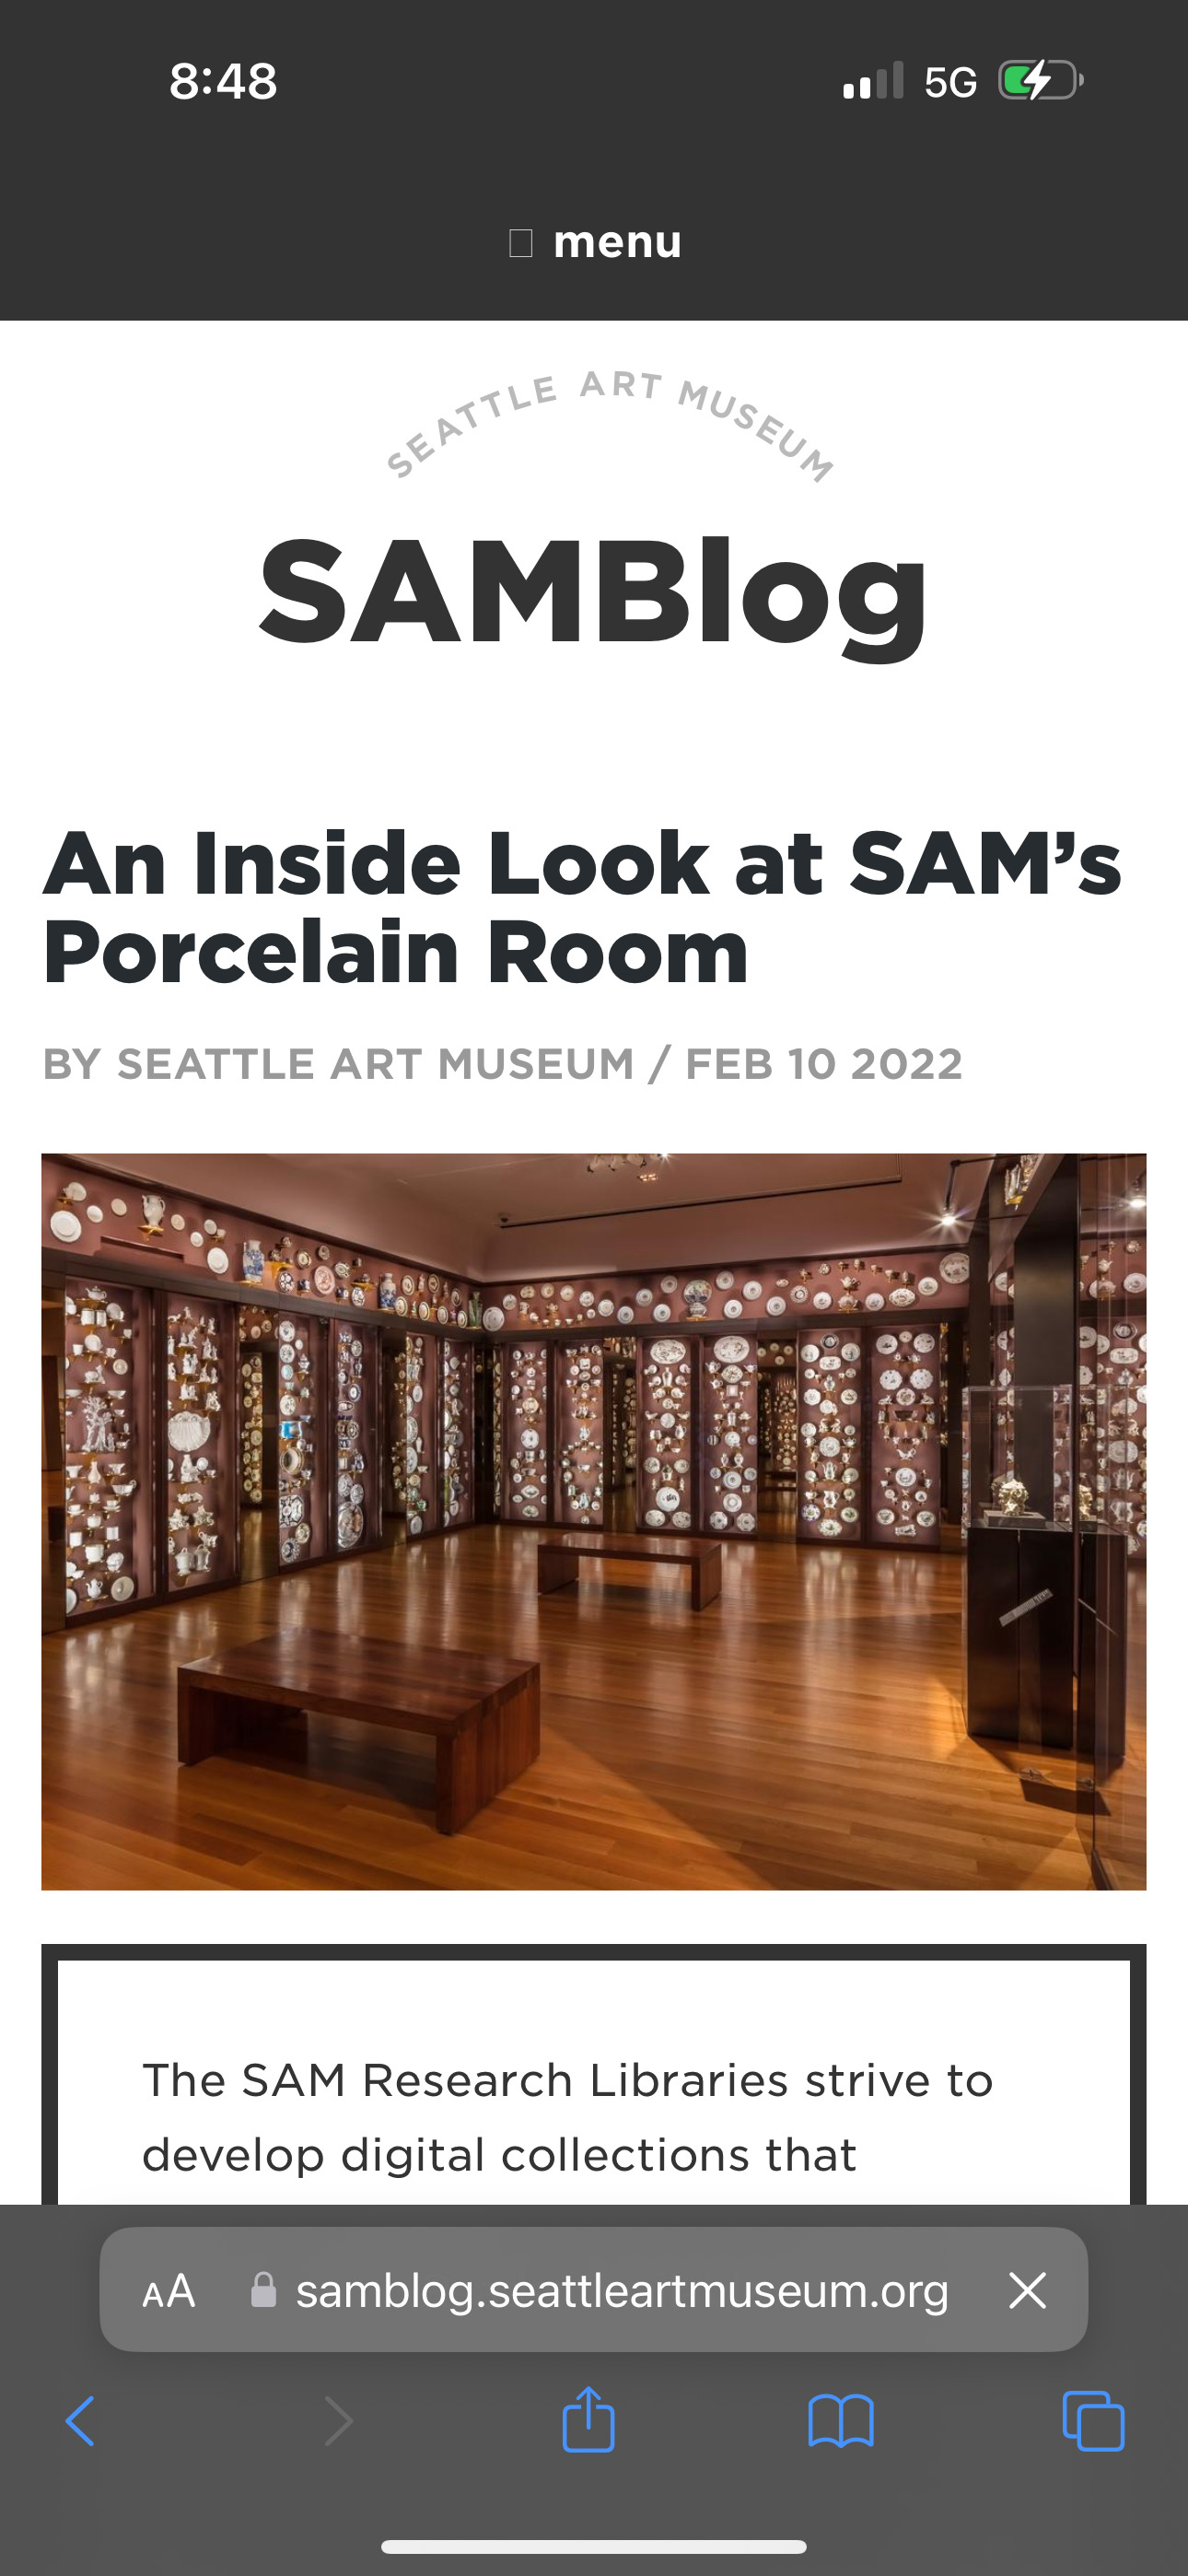 8:48
5G
menu
SEATTLE ART MUSEUM
SAMBlog
An Inside Look at SAM’s
Porcelain Room
BY SEATTLE ART MUSEUM / FEB 10 2022
The SAM Research Libraries strive to
develop digital collections that
AA
samblog.seattleartmuseum.org